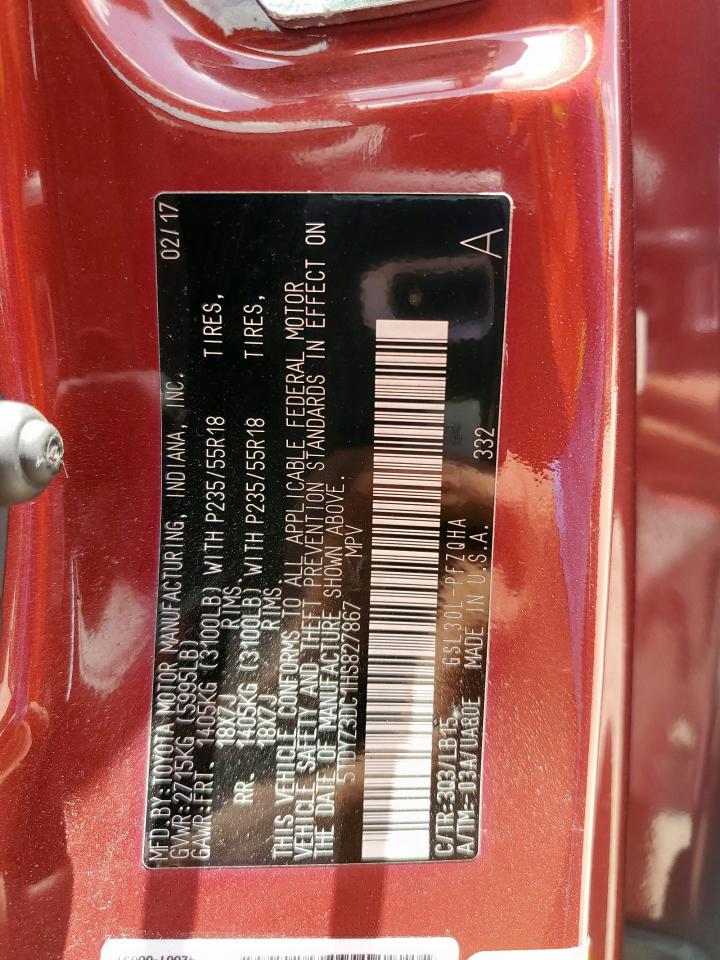 MFD. BY:TOYOTA MOTOR MANUFACTURING, INDIANA, INC. 02/17
GVWR:2715KG (5995LB)
GAWR:FRT. 1405KG (3100LB) WITH P235/55R18 TIRES,
18X7J RIMS.
RR. 1405KG (3100LB) WITH P235/55R18 TIRES,
18X7J RIMS.
THIS VEHICLE CONFORMS TO ALL APPLICABLE FEDERAL MOTOR
VEHICLE SAFETY AND THEFT PREVENTION STANDARDS IN EFFECT ON
THE DATE OF MANUFACTURE SHOWN ABOVE.
5TDYZ3DC1HS827867 MPV
C/TR:3Q3/LB15 GSL30L-PFZQHA
A/TM:-03A/UA80E MADE IN U.S.A. 332 A